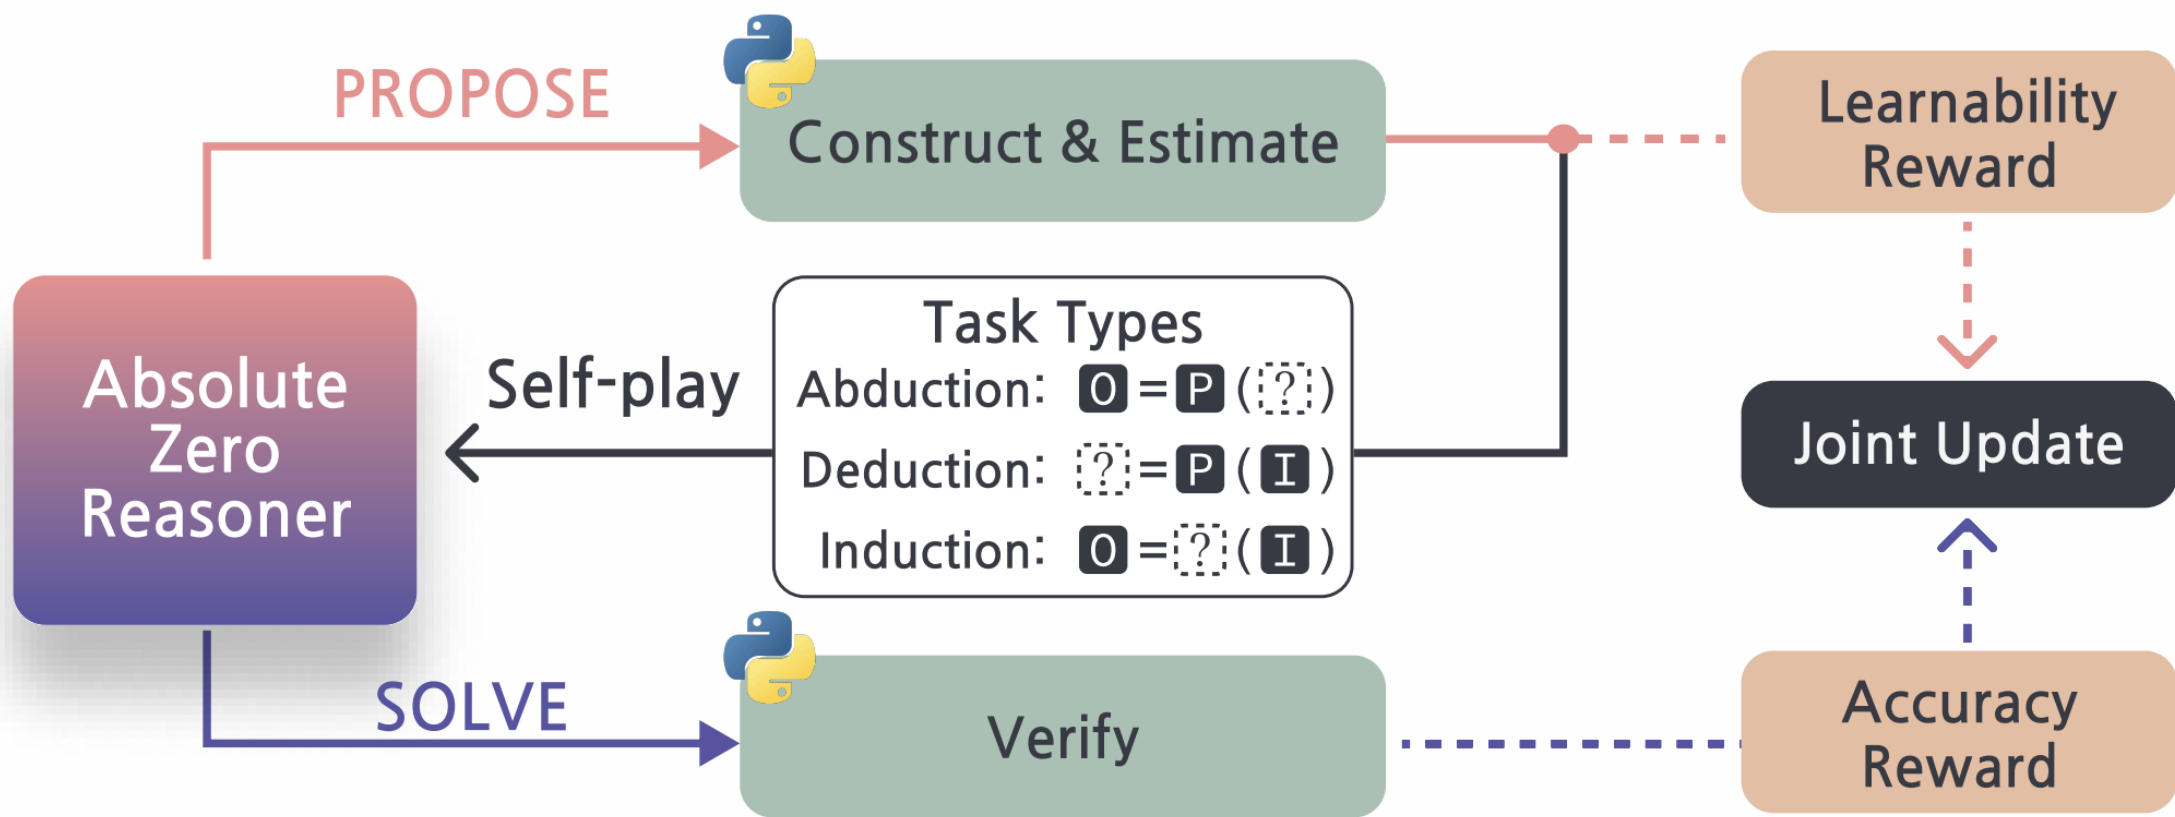 PROPOSE
Construct & Estimate
Learnability
Reward
Absolute
Zero
Reasoner
Self-play
Task Types
Abduction: O = P ( ? )
Deduction: ? = P ( I )
Induction: O = ? ( I )
Joint Update
SOLVE
Verify
Accuracy
Reward